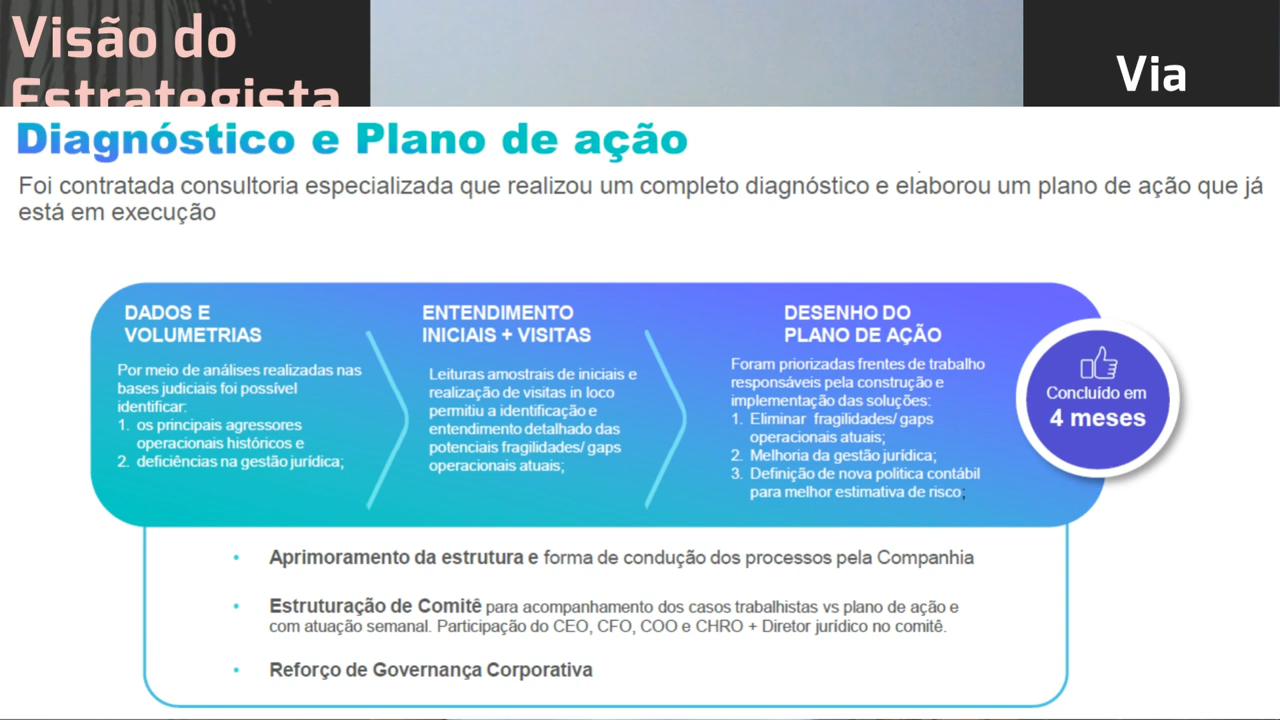 Visão do
Estrategista
Via
Diagnóstico e Plano de ação
Foi contratada consultoria especializada que realizou um completo diagnóstico e elaborou um plano de ação que já
está em execução
DADOS E
VOLUMETRIAS
Por meio de análises realizadas nas
bases judiciais foi possível
identificar:
1. os principais agressores
operacionais históricos e
2. deficiências na gestão jurídica;
ENTENDIMENTO
INICIAIS + VISITAS
Leituras amostrais de iniciais e
realização de visitas in loco
permitiu a identificação e
entendimento detalhado das
potenciais fragilidades/ gaps
operacionais atuais;
DESENHO DO
PLANO DE AÇÃO
Foram priorizadas frentes de trabalho
responsáveis pela construção e
implementação das soluções:
1. Eliminar fragilidades/ gaps
operacionais atuais;
2. Melhoria da gestão jurídica;
3. Definição de nova politica contábil
para melhor estimativa de risco;
Concluído em
4 meses
• Aprimoramento da estrutura e forma de condução dos processos pela Companhia
• Estruturação de Comitê para acompanhamento dos casos trabalhistas vs plano de ação e
com atuação semanal. Participação do CEO, CFO, COO e CHRO + Diretor jurídico no comitê.
• Reforço de Governança Corporativa